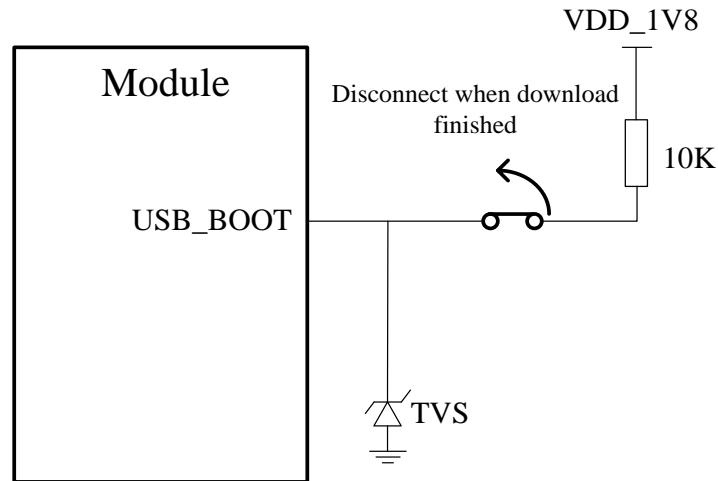 VDD_1V8
Module
Disconnect when download
finished
10K
USB_BOOT
TVS